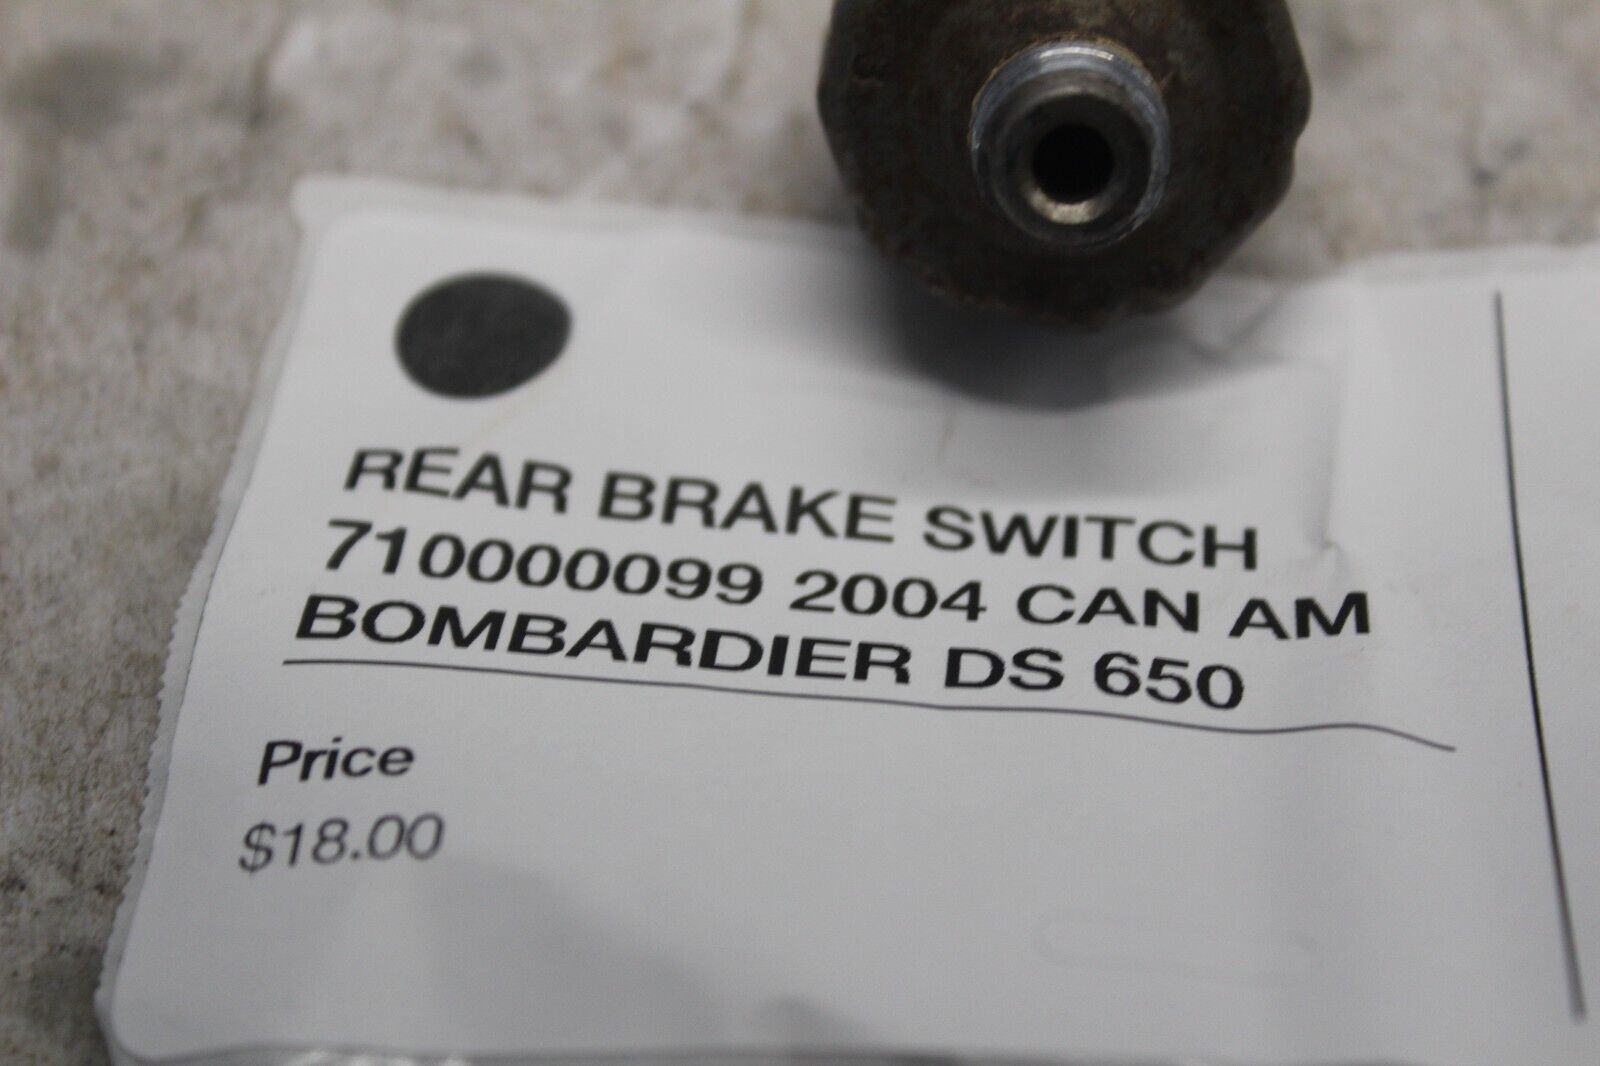 REAR BRAKE SWITCH
710000099 2004 CAN AM
BOMBARDIER DS 650
Price
$18.00